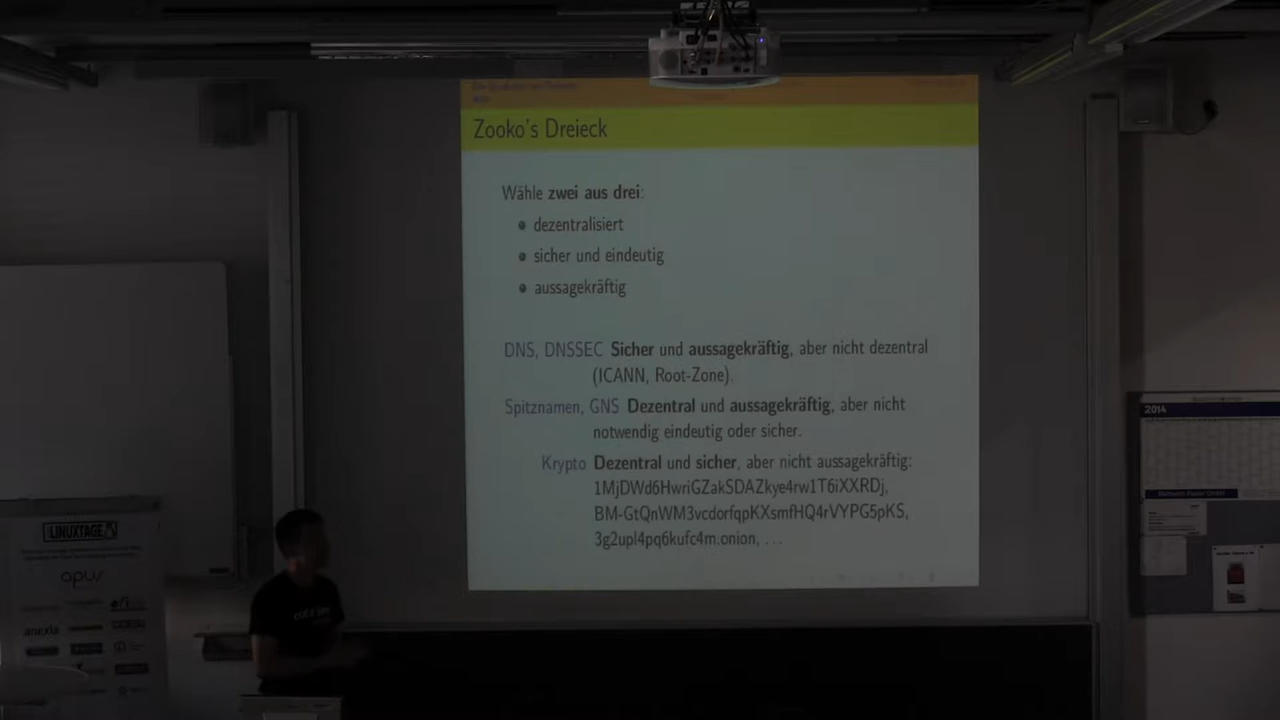 Zooko's Dreieck
Wähle zwei aus drei:
dezentralisiert
sicher und eindeutig
aussagekräftig
DNS, DNSSEC Sicher und aussagekräftig, aber nicht dezentral
(ICANN, Root-Zone).
Spitznamen, GNS Dezentral und aussagekräftig, aber nicht
notwendig eindeutig oder sicher.
Krypto Dezentral und sicher, aber nicht aussagekräftig:
1MjDWd6HwriGZakSDAZkye4rw1T6iXXRDj,
BM-GtQnWM3vcdorfqpKXsmfHQ4rVYPG5pKS,
3g2upl4pq6kufc4m.onion, ...
LINUXTAGE
opus
anexia
2014